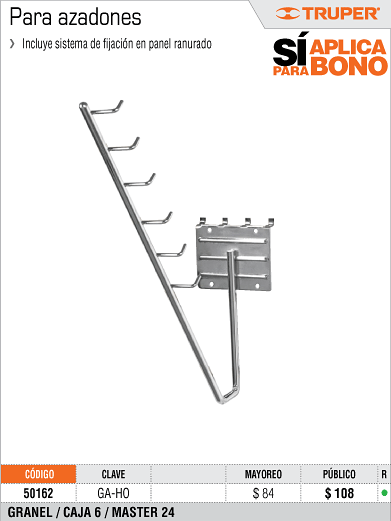 Para azadones
TRUPER®
❯ Incluye sistema de fijación en panel ranurado
SÍ APLICA
PARA BONO
CÓDIGO CLAVE MAYOREO PÚBLICO R
50162 GA-HO $ 84 $ 108 ●
GRANEL / CAJA 6 / MASTER 24